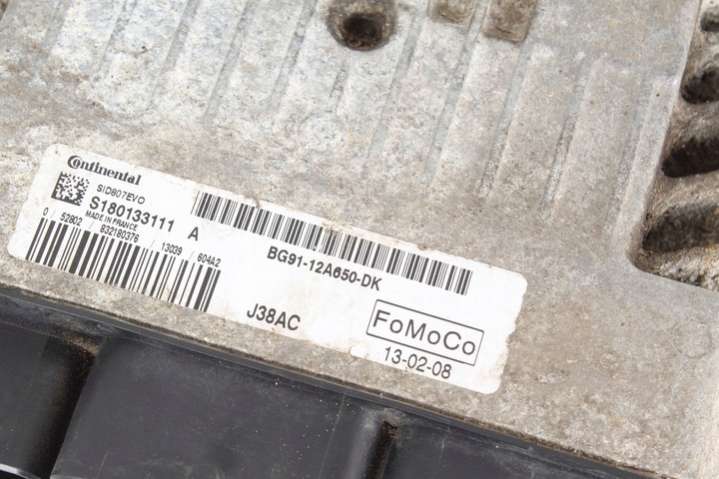 Continental
SID807EVO
S180133111 A
MADE IN FRANCE
0 52802 / 832180376 / 13039 / 604A2
BG91-12A650-DK
J38AC
FoMoCo
13-02-08